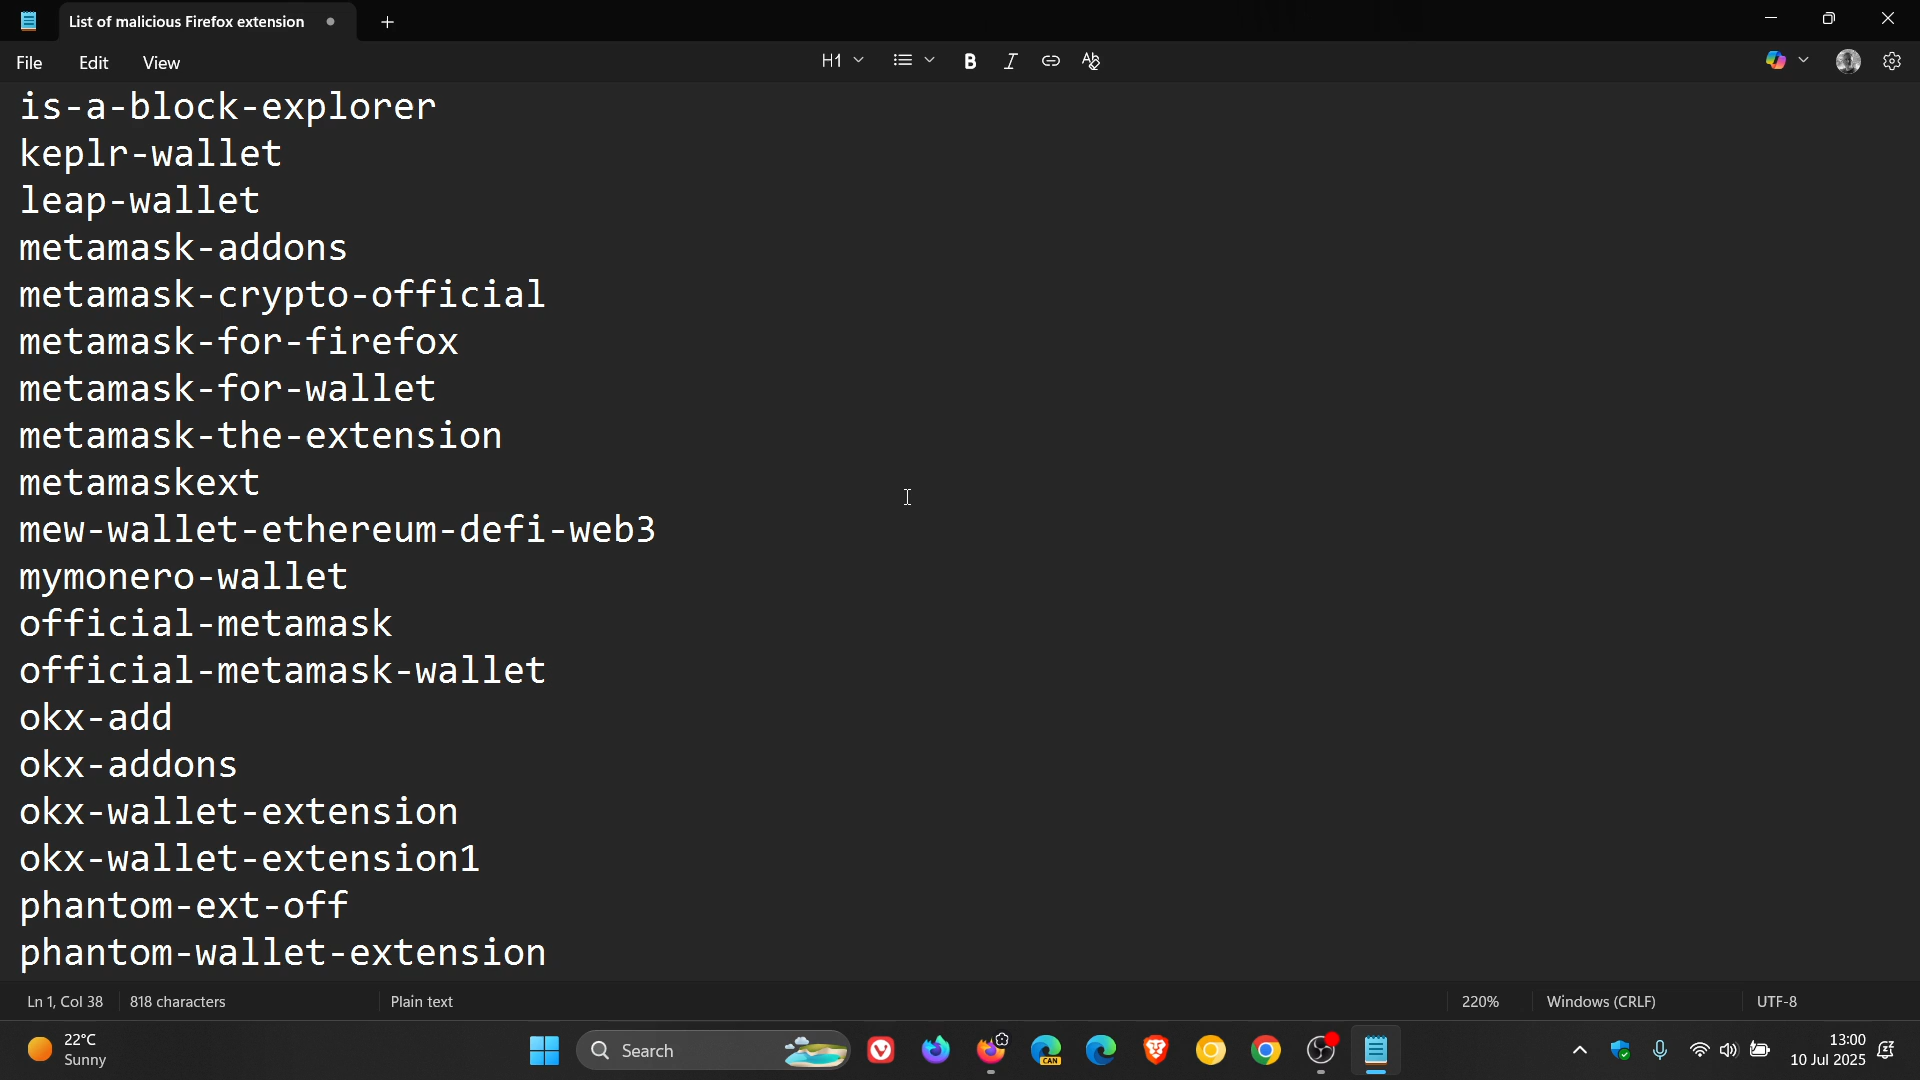 List of malicious Firefox extension
File Edit View H1
is-a-block-explorer
keplr-wallet
leap-wallet
metamask-addons
metamask-crypto-official
metamask-for-firefox
metamask-for-wallet
metamask-the-extension
metamaskext
mew-wallet-ethereum-defi-web3
mymonero-wallet
official-metamask
official-metamask-wallet
okx-add
okx-addons
okx-wallet-extension
okx-wallet-extension1
phantom-ext-off
phantom-wallet-extension
Ln 1, Col 38 818 characters Plain text 220% Windows (CRLF) UTF-8
22°C
Sunny
Search
CAN
13:00
10 Jul 2025